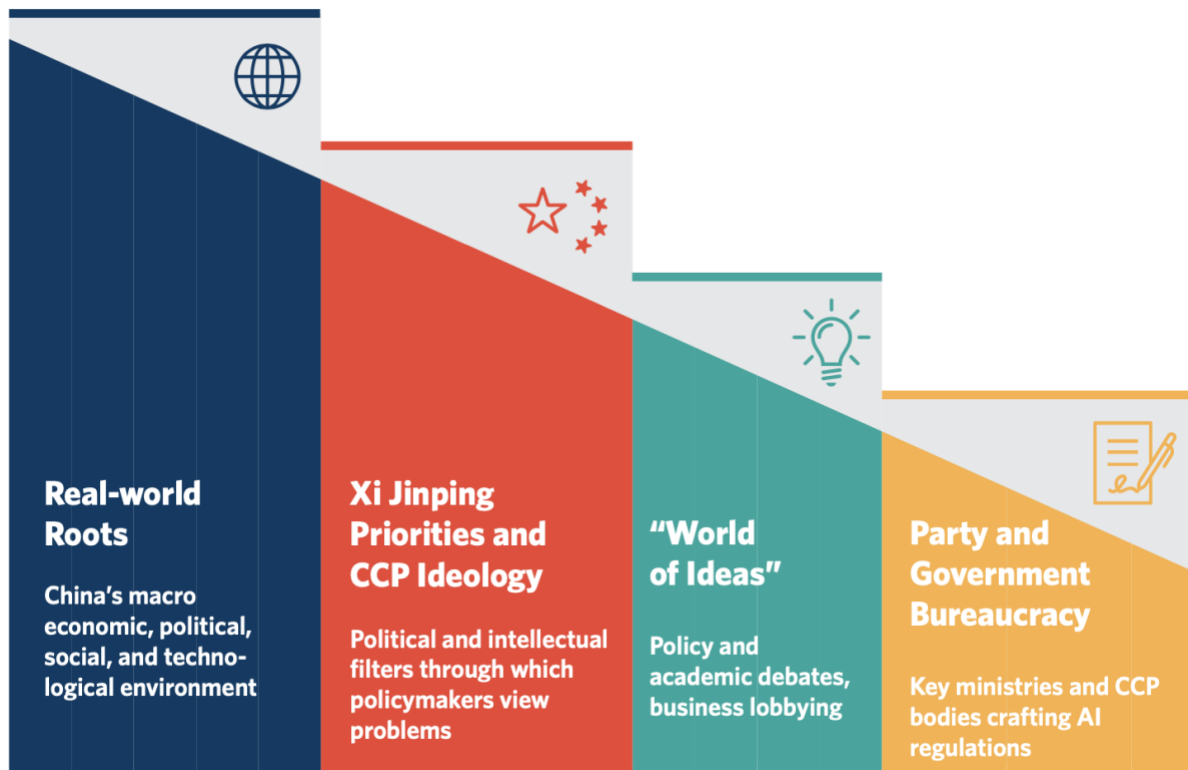 Real-world
Roots
China’s macro
economic, political,
social, and techno-
logical environment
Xi Jinping
Priorities and
CCP Ideology
Political and intellectual
filters through which
policymakers view
problems
“World
of Ideas”
Policy and
academic debates,
business lobbying
Party and
Government
Bureaucracy
Key ministries and CCP
bodies crafting AI
regulations